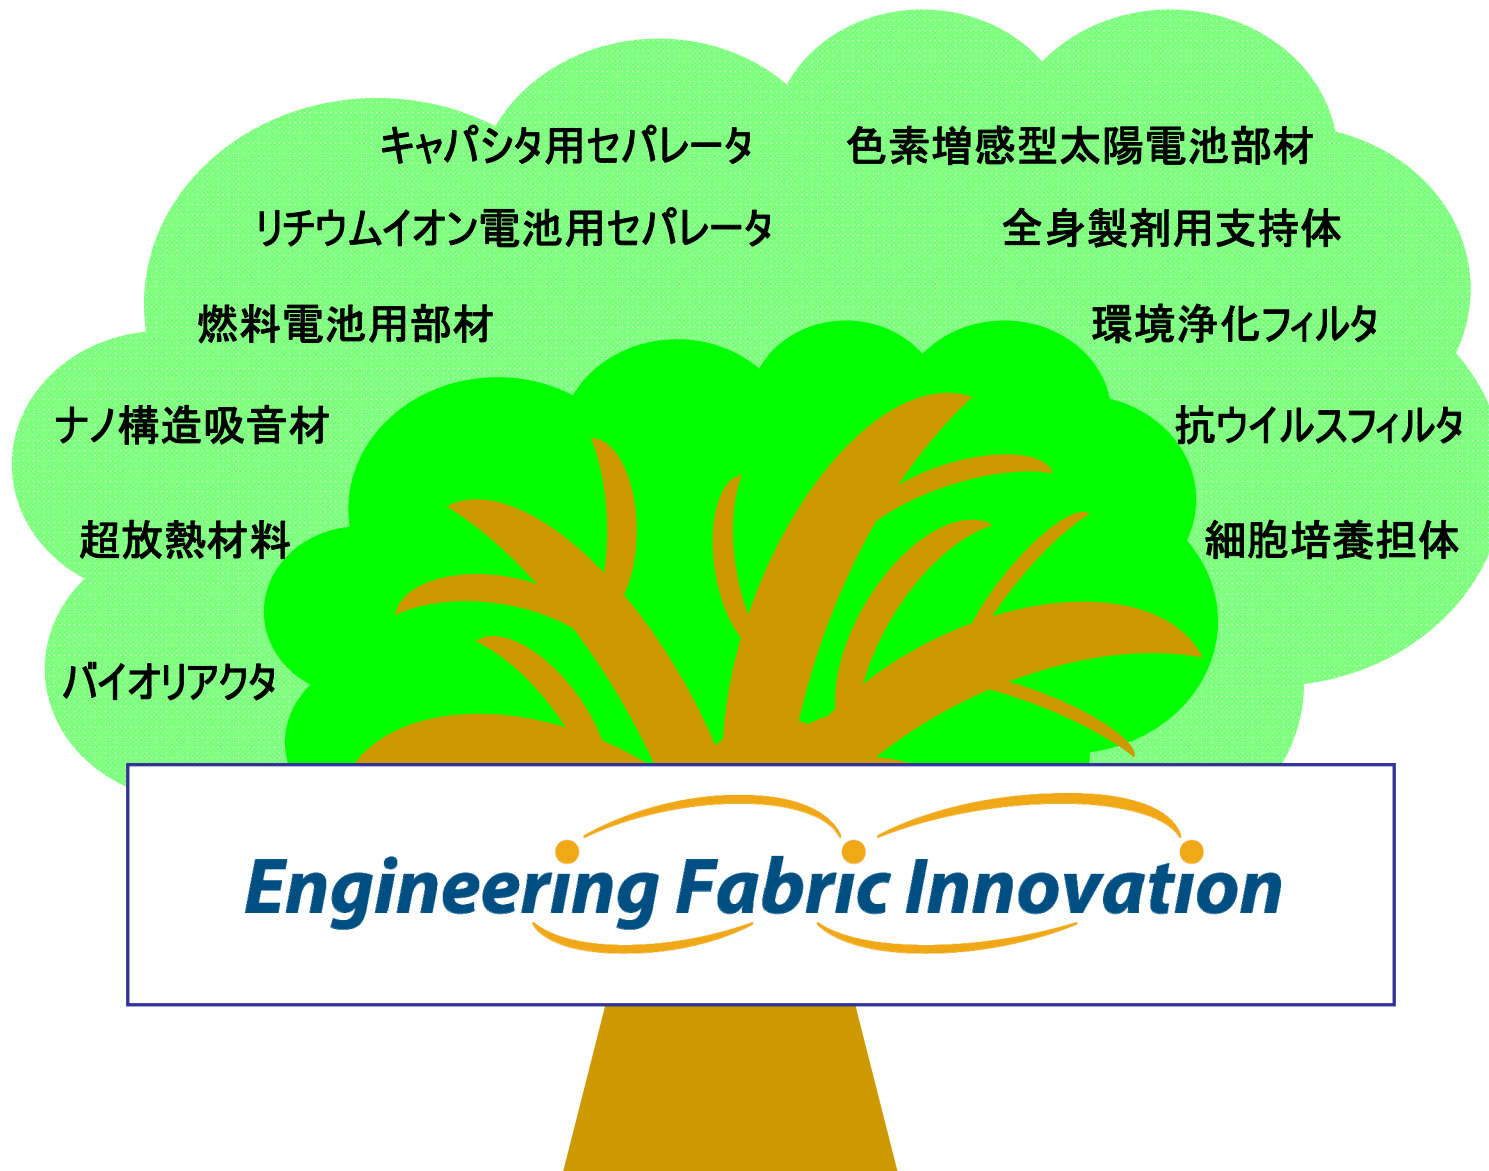 キャパシタ用セパレータ
色素増感型太陽電池部材
リチウムイオン電池用セパレータ
全身製剤用支持体
燃料電池用部材
環境浄化フィルタ
ナノ構造吸音材
抗ウイルスフィルタ
超放熱材料
細胞培養担体
バイオリアクタ
Engineering Fabric Innovation